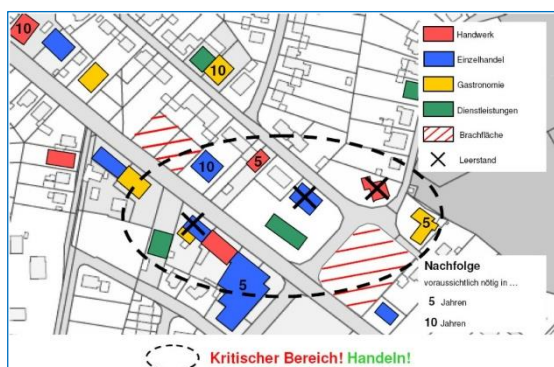 10
10
10
5
5
5
Handwerk
Einzelhandel
Gastronomie
Dienstleistungen
Brachfläche
Leerstand
Nachfolge
voraussichtlich nötig in ...
5 Jahren
10 Jahren
Kritischer Bereich! Handeln!